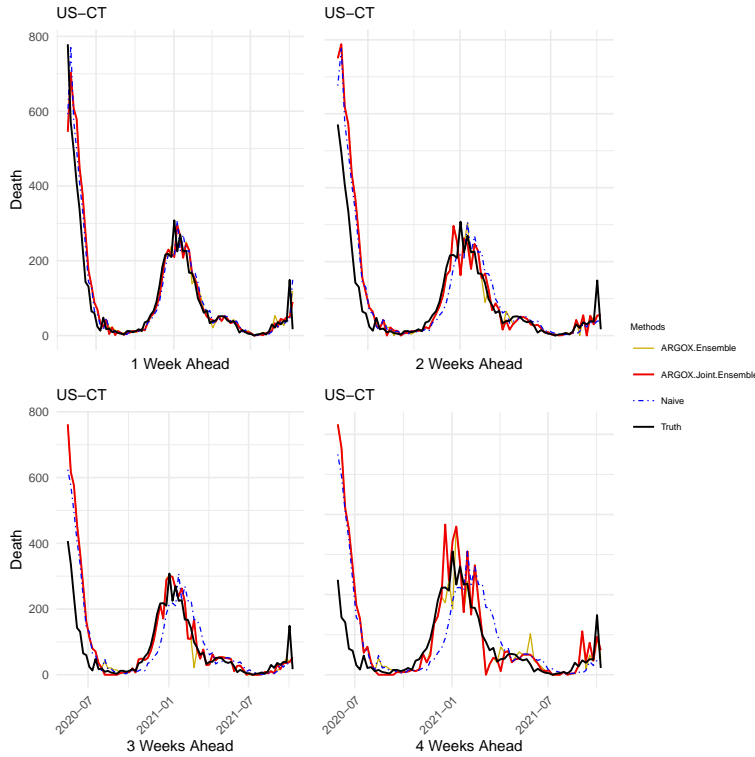 US−CT
US−CT
800
600
400
200
0
Death
1 Week Ahead
2 Weeks Ahead
Methods
ARGOX.Ensemble
ARGOX.Joint.Ensemble
Naive
Truth
US−CT
US−CT
800
600
400
200
0
Death
2020−07
2021−01
2021−07
2020−07
2021−01
2021−07
3 Weeks Ahead
4 Weeks Ahead